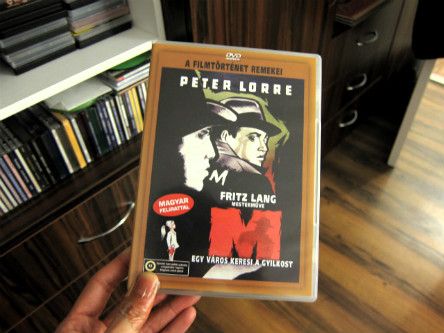 DVD
A FILMTÖRTÉNET REMEKEI
PETER LORRE
M
FRITZ LANG
MESTERMŰVE
MAGYAR
FELIRATTAL
M
EGY VÁROS KERESI A GYILKOST